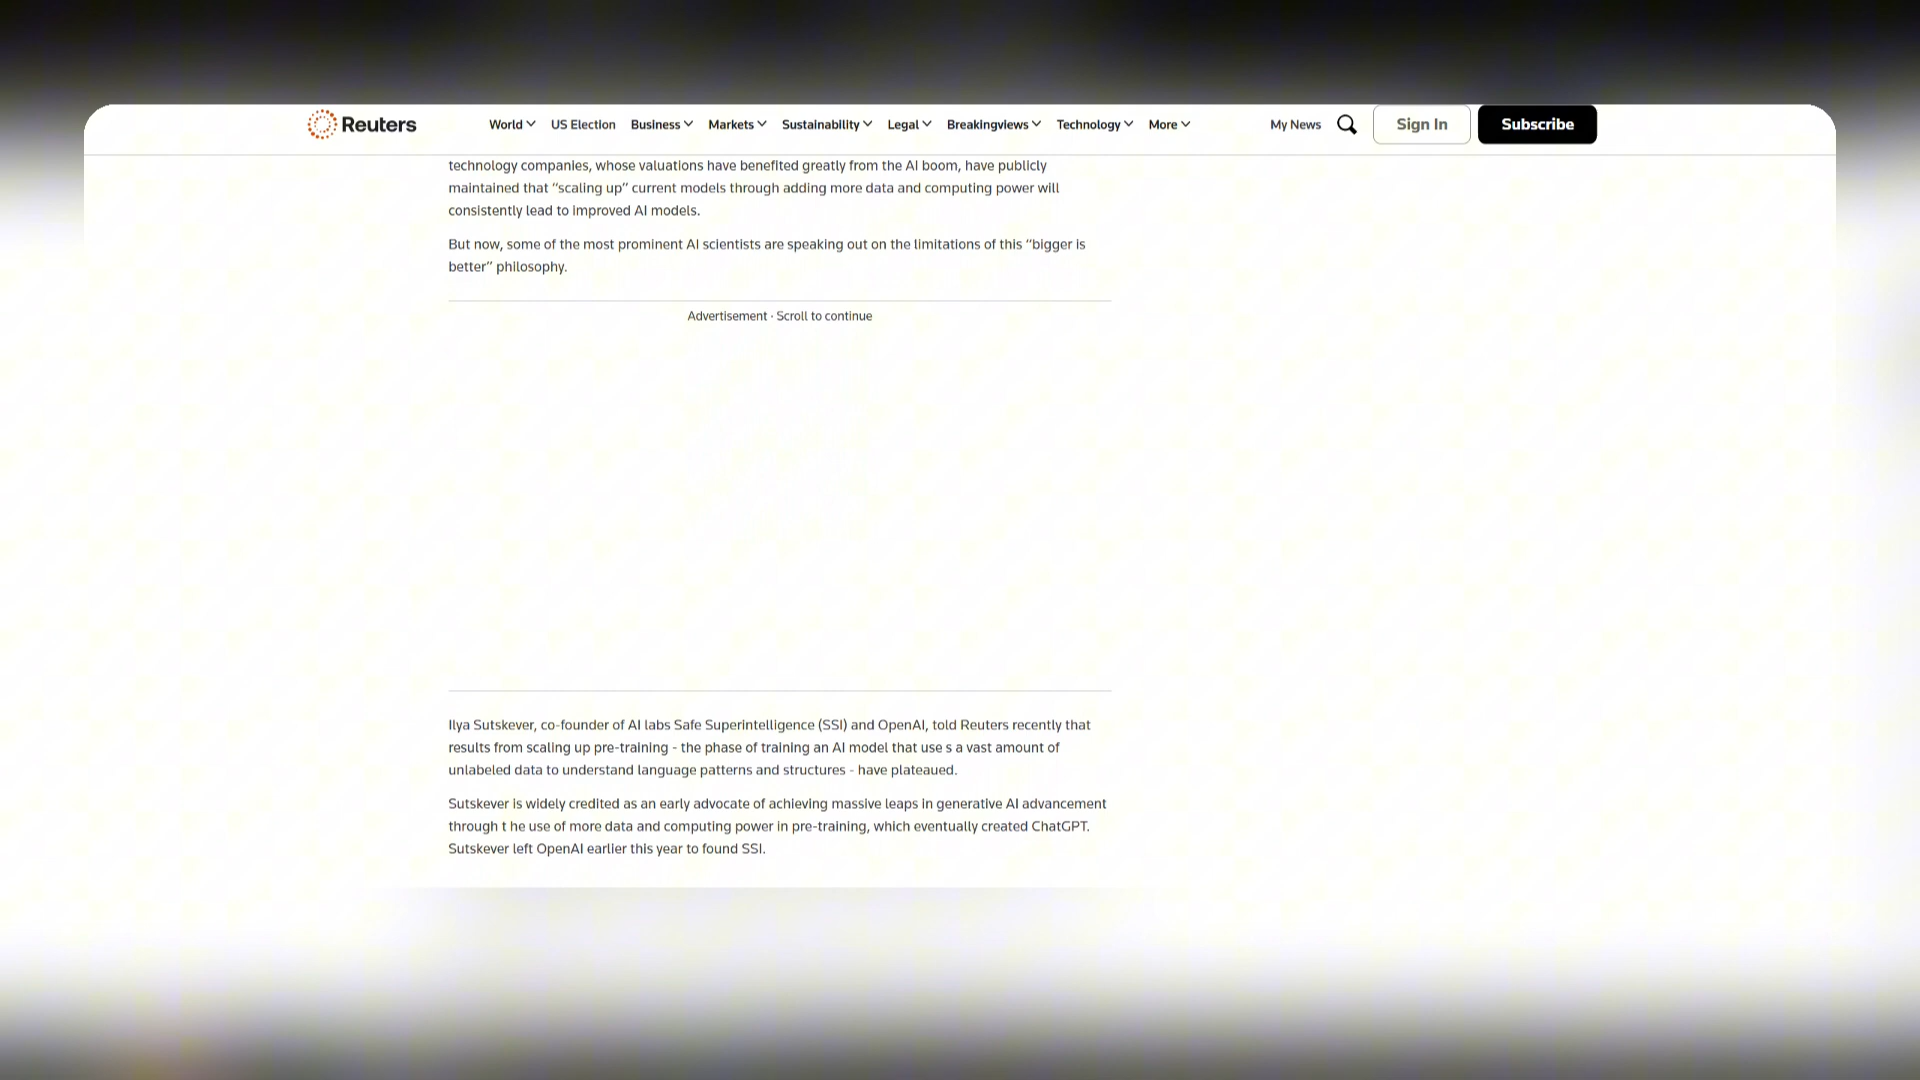 Reuters World US Election Business Markets Sustainability Legal Breakingviews Technology More My News Sign In Subscribe
technology companies, whose valuations have benefited greatly from the AI boom, have publicly
maintained that “scaling up” current models through adding more data and computing power will
consistently lead to improved AI models.
But now, some of the most prominent AI scientists are speaking out on the limitations of this “bigger is
better” philosophy.
Advertisement · Scroll to continue
Ilya Sutskever, co-founder of AI labs Safe Superintelligence (SSI) and OpenAI, told Reuters recently that
results from scaling up pre-training - the phase of training an AI model that use s a vast amount of
unlabeled data to understand language patterns and structures - have plateaued.
Sutskever is widely credited as an early advocate of achieving massive leaps in generative AI advancement
through t he use of more data and computing power in pre-training, which eventually created ChatGPT.
Sutskever left OpenAI earlier this year to found SSI.